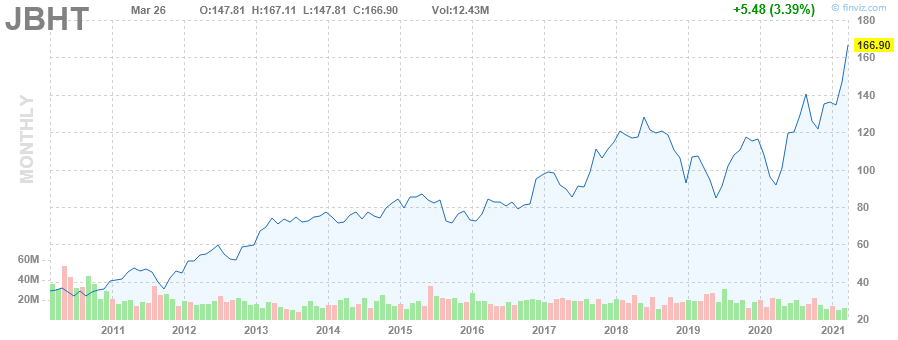 JBHT
Mar 26 O:147.81 H:167.11 L:147.81 C:166.90 Vol:12.43M
+5.48 (3.39%)
© finviz.com
MONTHLY
180
166.90
160
140
120
100
80
60
40
20
60M
40M
20M
2011 2012 2013 2014 2015 2016 2017 2018 2019 2020 2021